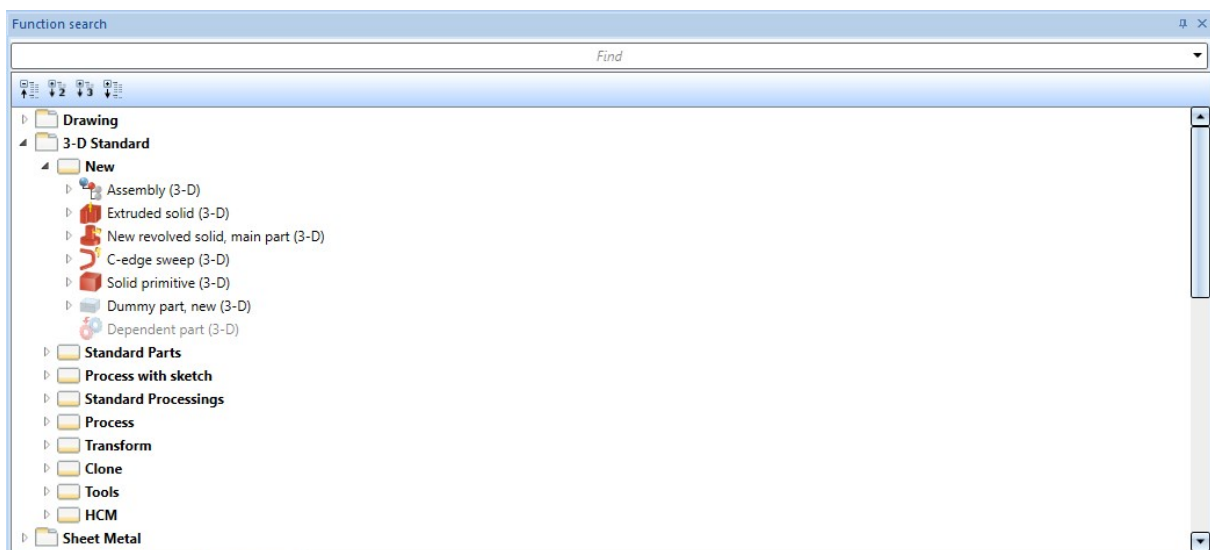 Function search
Find
2 3
Drawing
3-D Standard
New
Assembly (3-D)
Extruded solid (3-D)
New revolved solid, main part (3-D)
C-edge sweep (3-D)
Solid primitive (3-D)
Dummy part, new (3-D)
Dependent part (3-D)
Standard Parts
Process with sketch
Standard Processings
Process
Transform
Clone
Tools
HCM
Sheet Metal